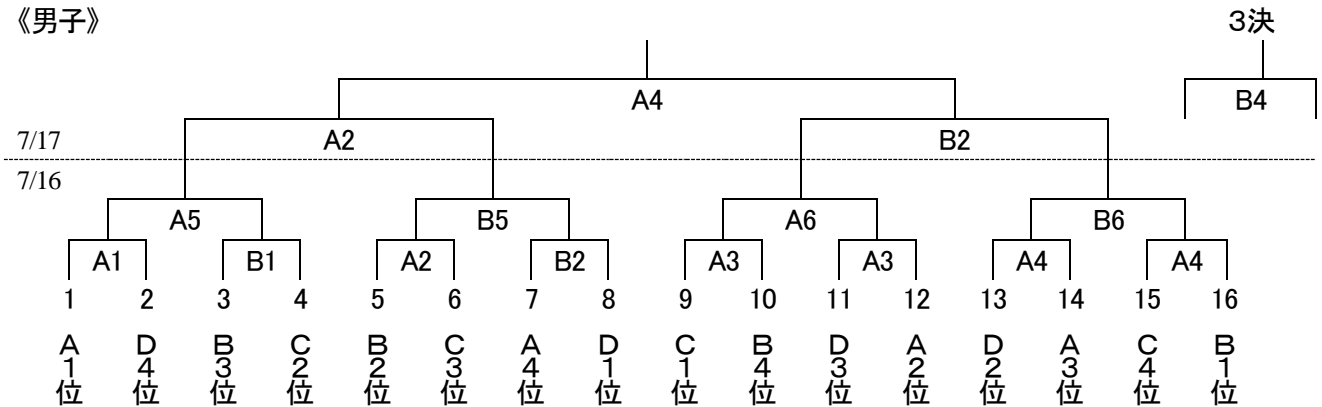 《男子》 3決
A4 B4
7/17 A2 B2
7/16
A5 B5 A6 B6
A1 B1 A2 B2 A3 A3 A4 A4
1 2 3 4 5 6 7 8 9 10 11 12 13 14 15 16
A1位 D4位 B3位 C2位 B2位 C3位 A4位 D1位 C1位 B4位 D3位 A2位 D2位 A3位 C4位 B1位